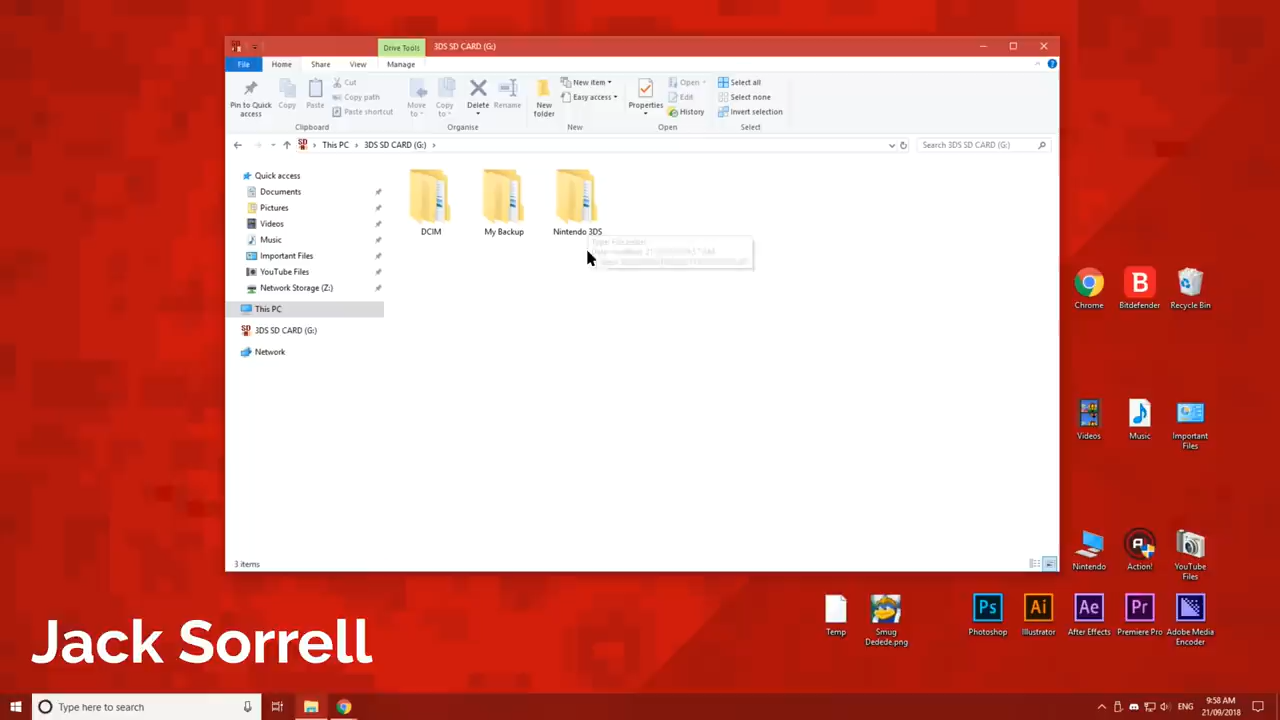 Drive Tools
3DS SD CARD (G:)
File
Home
Share
View
Manage
Pin to Quick access
Copy
Paste
Cut
Copy path
Paste shortcut
Clipboard
Move to
Copy to
Delete
Rename
Organise
New folder
New item
Easy access
New
Properties
Open
Edit
History
Open
Select all
Select none
Invert selection
Select
This PC
3DS SD CARD (G:)
Search 3DS SD CARD (G:)
Quick access
Documents
Pictures
Videos
Music
Important Files
YouTube Files
Network Storage (Z:)
This PC
3DS SD CARD (G:)
Network
DCIM
My Backup
Nintendo 3DS
3 items
Chrome
Bitdefender
Recycle Bin
Videos
Music
Important Files
Nintendo
Action!
YouTube Files
Temp
Smug Dedede.png
Photoshop
Illustrator
After Effects
Premiere Pro
Adobe Media Encoder
Jack Sorrell
Type here to search
ENG
9:58 AM
21/09/2018